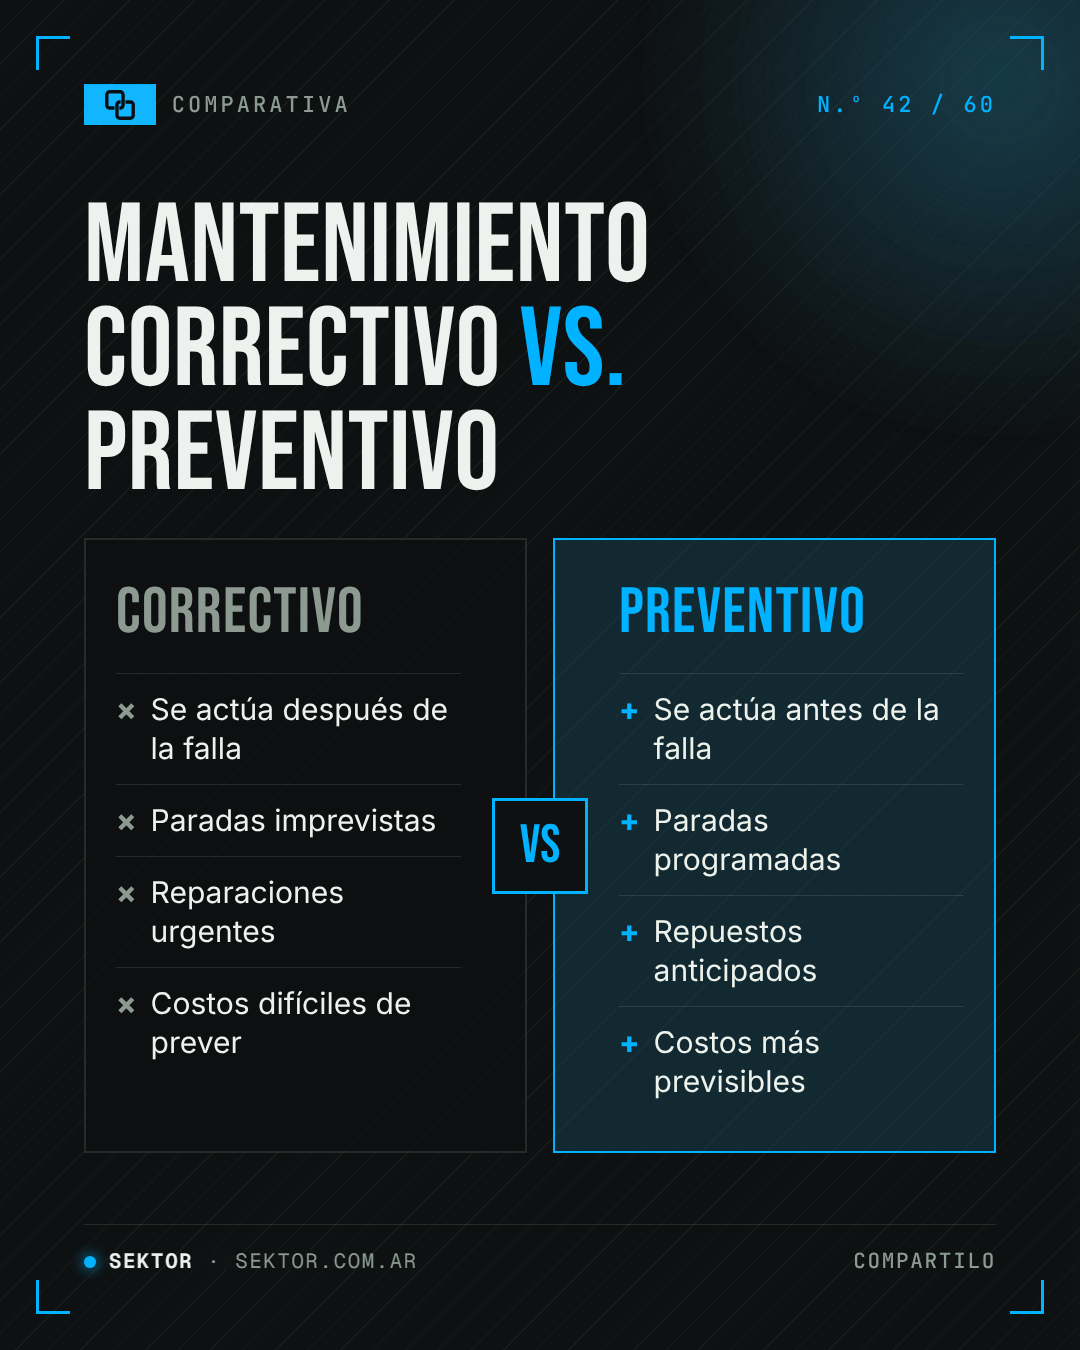 COMPARATIVA
N.º 42 / 60
MANTENIMIENTO
CORRECTIVO VS.
PREVENTIVO
CORRECTIVO
× Se actúa después de
la falla
× Paradas imprevistas
× Reparaciones
urgentes
× Costos difíciles de
prever
VS
PREVENTIVO
+ Se actúa antes de la
falla
+ Paradas
programadas
+ Repuestos
anticipados
+ Costos más
previsibles
SEKTOR · SEKTOR.COM.AR
COMPARTILO